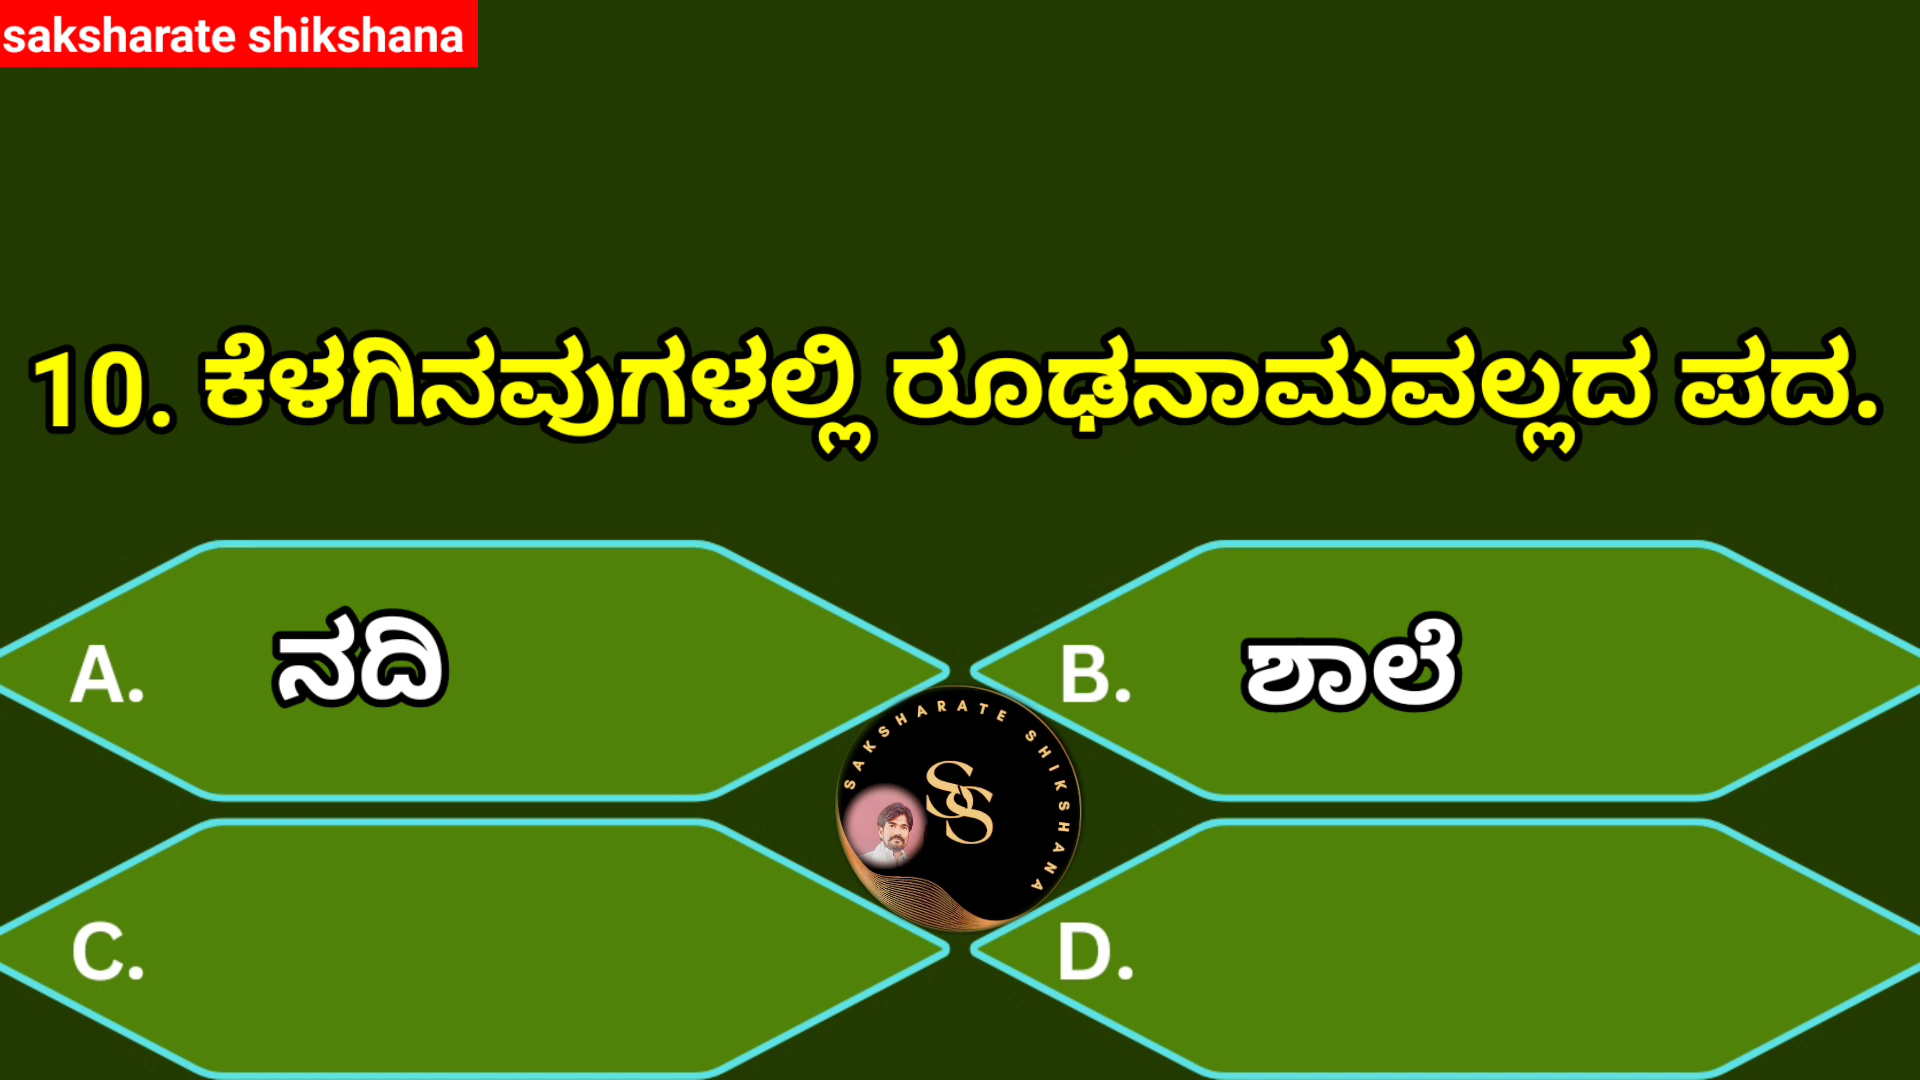 saksharate shikshana
10. ಕೆಳಗಿನವುಗಳಲ್ಲಿ ರೂಢನಾಮವಲ್ಲದ ಪದ.
A. ನದಿ
B. ಶಾಲೆ
SAKSHARATE SHIKSHANA
SS
C.
D.